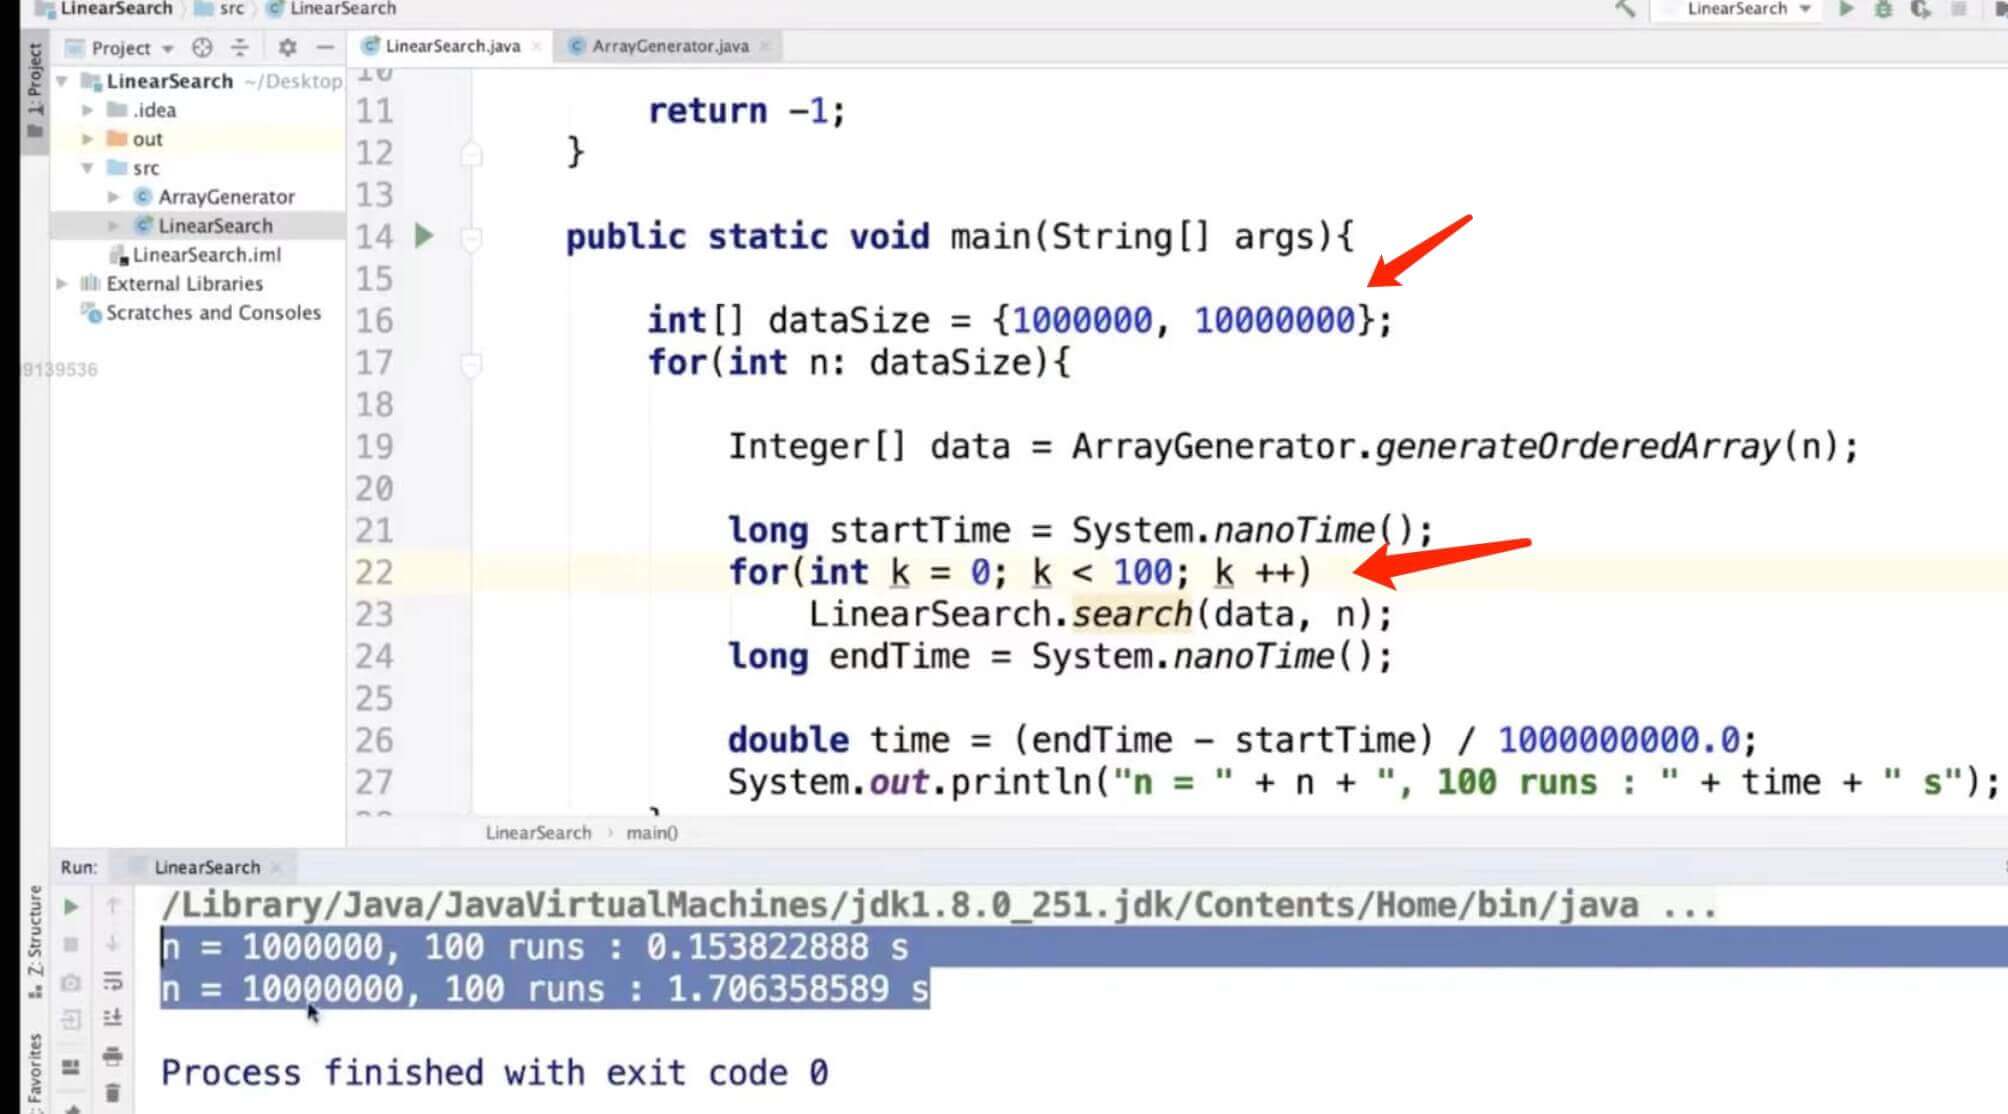 LinearSearch src LinearSearch
LinearSearch
1: Project
Project
LinearSearch ~/Desktop
.idea
out
src
ArrayGenerator
LinearSearch
LinearSearch.iml
External Libraries
Scratches and Consoles
9139536
LinearSearch.java
ArrayGenerator.java
10
11 return -1;
12 }
13
14 public static void main(String[] args){
15
16 int[] dataSize = {1000000, 10000000};
17 for(int n: dataSize){
18
19 Integer[] data = ArrayGenerator.generateOrderedArray(n);
20
21 long startTime = System.nanoTime();
22 for(int k = 0; k < 100; k ++)
23 LinearSearch.search(data, n);
24 long endTime = System.nanoTime();
25
26 double time = (endTime - startTime) / 1000000000.0;
27 System.out.println("n = " + n + ", 100 runs : " + time + " s");
28 }
LinearSearch › main()
Run: LinearSearch
Z: Structure
Favorites
/Library/Java/JavaVirtualMachines/jdk1.8.0_251.jdk/Contents/Home/bin/java ...
n = 1000000, 100 runs : 0.153822888 s
n = 10000000, 100 runs : 1.706358589 s
Process finished with exit code 0